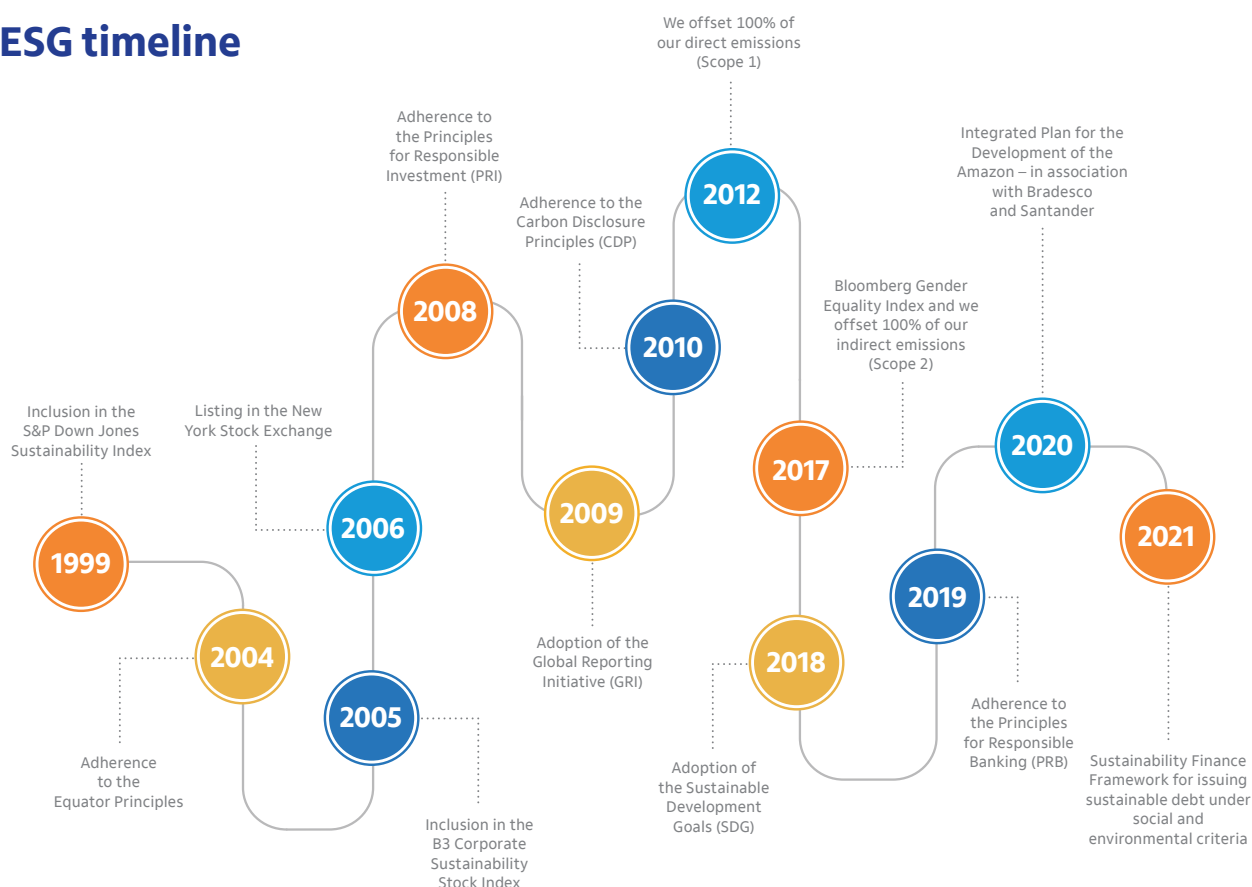 ESG timeline
Inclusion in the
S&P Down Jones
Sustainability Index
1999
2004
Adherence
to the
Equator Principles
2005
Inclusion in the
B3 Corporate
Sustainability
Stock Index
Listing in the New
York Stock Exchange
2006
Adherence to
the Principles
for Responsible
Investment (PRI)
2008
2009
Adoption of the
Global Reporting
Initiative (GRI)
Adherence to the
Carbon Disclosure
Principles (CDP)
2010
We offset 100% of
our direct emissions
(Scope 1)
2012
Bloomberg Gender
Equality Index and we
offset 100% of our
indirect emissions
(Scope 2)
2017
2018
Adoption of
the Sustainable
Development
Goals (SDG)
2019
Adherence to
the Principles
for Responsible
Banking (PRB)
Integrated Plan for the
Development of the
Amazon – in association
with Bradesco
and Santander
2020
2021
Sustainability Finance
Framework for issuing
sustainable debt under
social and
environmental criteria